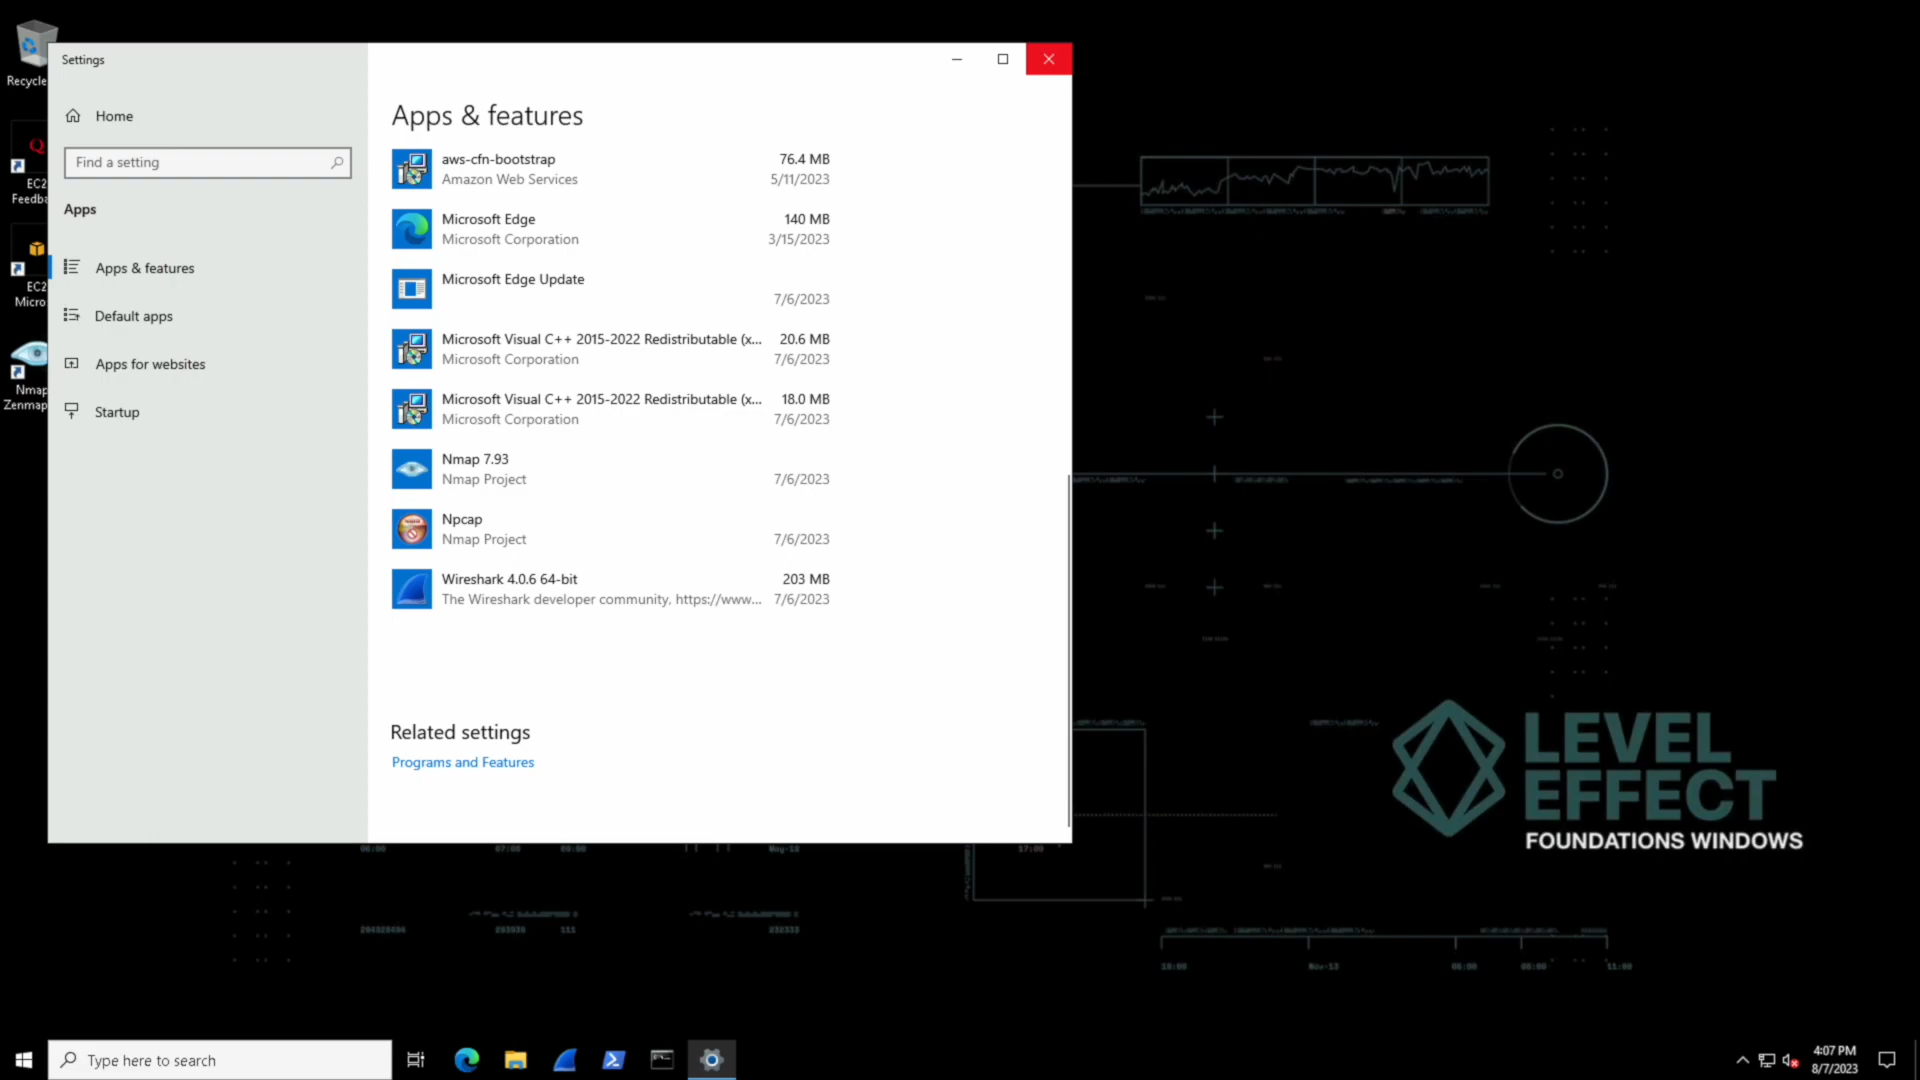 Recycle
EC2
Feedba
EC2
Micro
Nmap
Zenmap
Settings
Home
Find a setting
Apps
Apps & features
Default apps
Apps for websites
Startup
Apps & features
aws-cfn-bootstrap 76.4 MB
Amazon Web Services 5/11/2023
Microsoft Edge 140 MB
Microsoft Corporation 3/15/2023
Microsoft Edge Update
7/6/2023
Microsoft Visual C++ 2015-2022 Redistributable (x... 20.6 MB
Microsoft Corporation 7/6/2023
Microsoft Visual C++ 2015-2022 Redistributable (x... 18.0 MB
Microsoft Corporation 7/6/2023
Nmap 7.93
Nmap Project 7/6/2023
Npcap
Nmap Project 7/6/2023
Wireshark 4.0.6 64-bit 203 MB
The Wireshark developer community, https://www... 7/6/2023
Related settings
Programs and Features
LEVEL
EFFECT
FOUNDATIONS WINDOWS
Type here to search
4:07 PM
8/7/2023